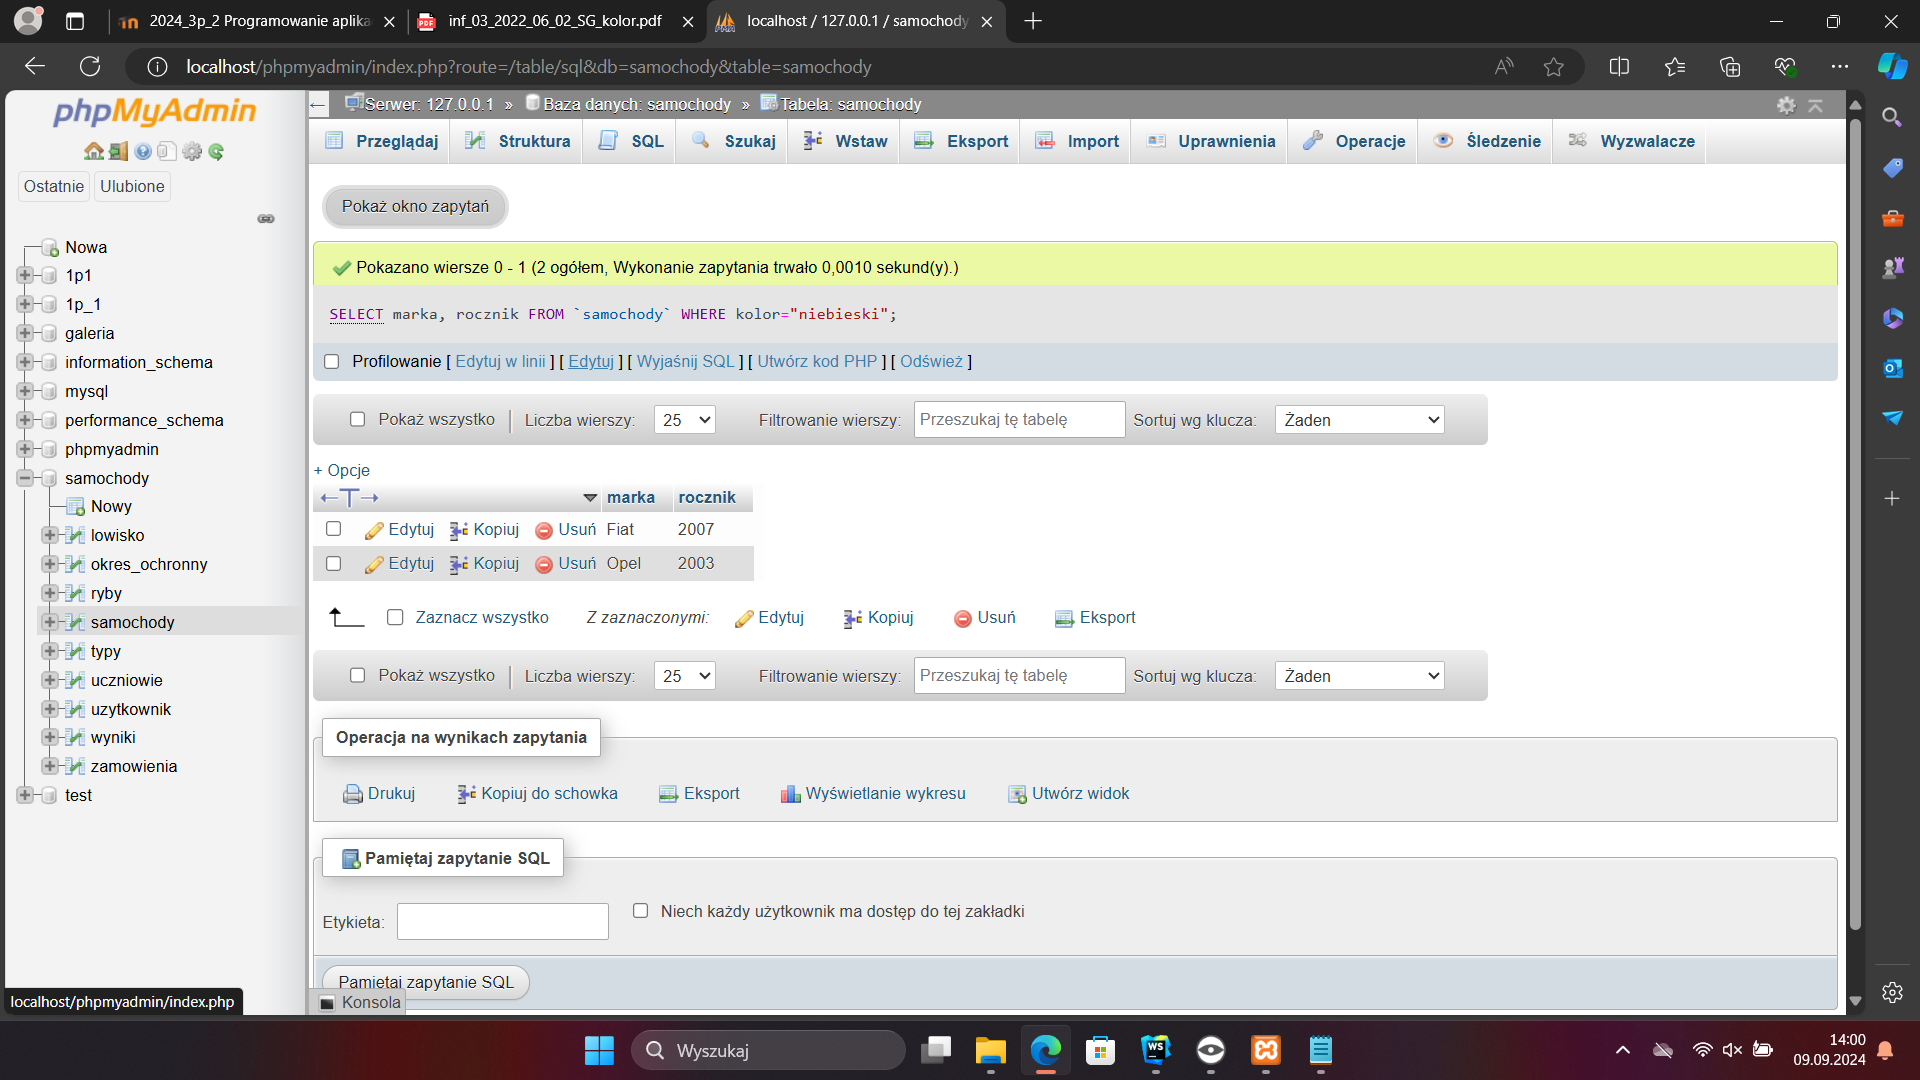 2024_3p_2 Programowanie aplika
inf_03_2022_06_02_SG_kolor.pdf
localhost / 127.0.0.1 / samochody
localhost/phpmyadmin/index.php?route=/table/sql&db=samochody&table=samochody
phpMyAdmin
Ostatnie Ulubione
Nowa
1p1
1p_1
galeria
information_schema
mysql
performance_schema
phpmyadmin
samochody
Nowy
lowisko
okres_ochronny
ryby
samochody
typy
uczniowie
uzytkownik
wyniki
zamowienia
test
localhost/phpmyadmin/index.php
Serwer: 127.0.0.1 » Baza danych: samochody » Tabela: samochody
Przeglądaj Struktura SQL Szukaj Wstaw Eksport Import Uprawnienia Operacje Śledzenie Wyzwalacze
Pokaż okno zapytań
Pokazano wiersze 0 - 1 (2 ogółem, Wykonanie zapytania trwało 0,0010 sekund(y).)
SELECT marka, rocznik FROM `samochody` WHERE kolor="niebieski";
Profilowanie [ Edytuj w linii ] [ Edytuj ] [ Wyjaśnij SQL ] [ Utwórz kod PHP ] [ Odśwież ]
Pokaż wszystko Liczba wierszy: 25 Filtrowanie wierszy: Przeszukaj tę tabelę Sortuj wg klucza: Żaden
+ Opcje
←T→ marka rocznik
Edytuj Kopiuj Usuń Fiat 2007
Edytuj Kopiuj Usuń Opel 2003
Zaznacz wszystko Z zaznaczonymi: Edytuj Kopiuj Usuń Eksport
Pokaż wszystko Liczba wierszy: 25 Filtrowanie wierszy: Przeszukaj tę tabelę Sortuj wg klucza: Żaden
Operacja na wynikach zapytania
Drukuj Kopiuj do schowka Eksport Wyświetlanie wykresu Utwórz widok
Pamiętaj zapytanie SQL
Etykieta: Niech każdy użytkownik ma dostęp do tej zakładki
Pamiętaj zapytanie SQL
Konsola
Wyszukaj
14:00
09.09.2024